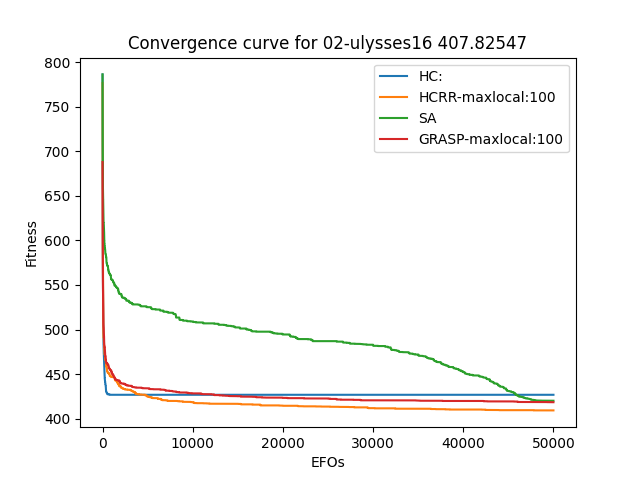 Convergence curve for 02-ulysses16 407.82547
800
750
700
650
600
550
500
450
400
Fitness
HC:
HCRR-maxlocal:100
SA
GRASP-maxlocal:100
0
10000
20000
30000
40000
50000
EFOs